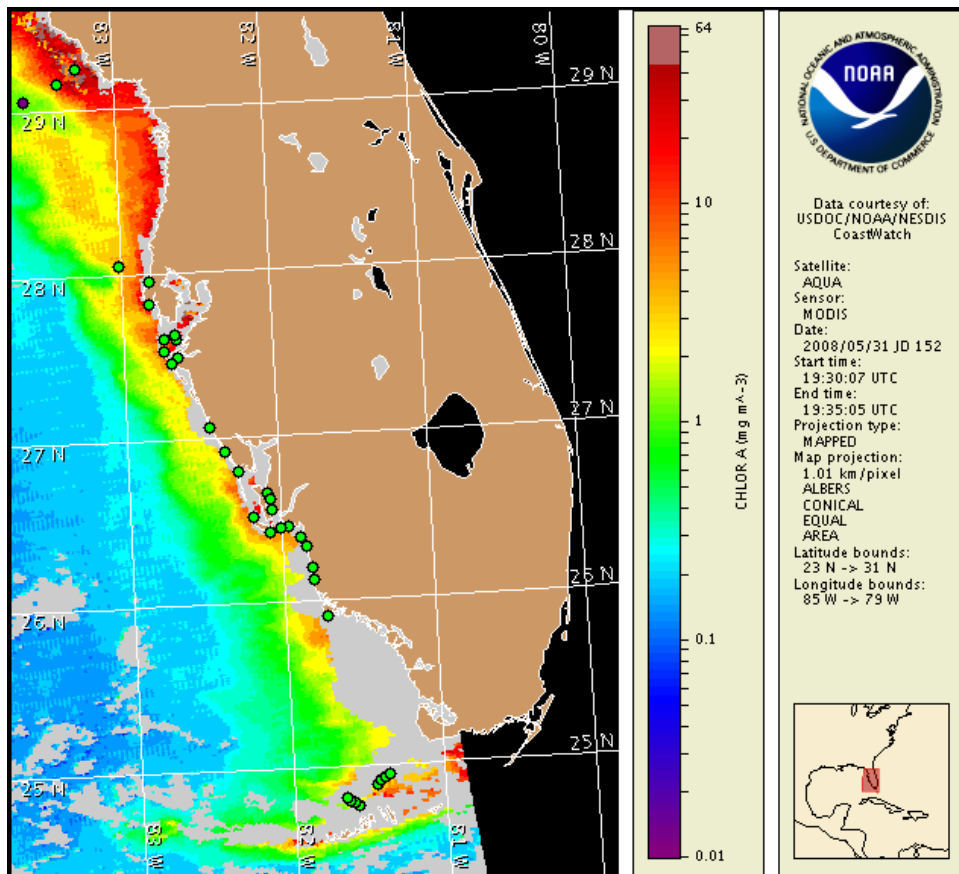 83 W
82 W
81 W
80 W
29 N
29 N
28 N
28 N
27 N
27 N
26 N
26 N
25 N
25 N
83 W
82 W
81 W
64
10
1
0.1
0.01
CHLOR A (mg m^-3)
NATIONAL OCEANIC AND ATMOSPHERIC ADMINISTRATION
NOAA
U.S. DEPARTMENT OF COMMERCE
Data courtesy of:
USDOC/NOAA/NESDIS
CoastWatch
Satellite:
AQUA
Sensor:
MODIS
Date:
2008/05/31 JD 152
Start time:
19:30:07 UTC
End time:
19:35:05 UTC
Projection type:
MAPPED
Map projection:
1.01 km/pixel
ALBERS
CONICAL
EQUAL
AREA
Latitude bounds:
23 N -> 31 N
Longitude bounds:
85 W -> 79 W